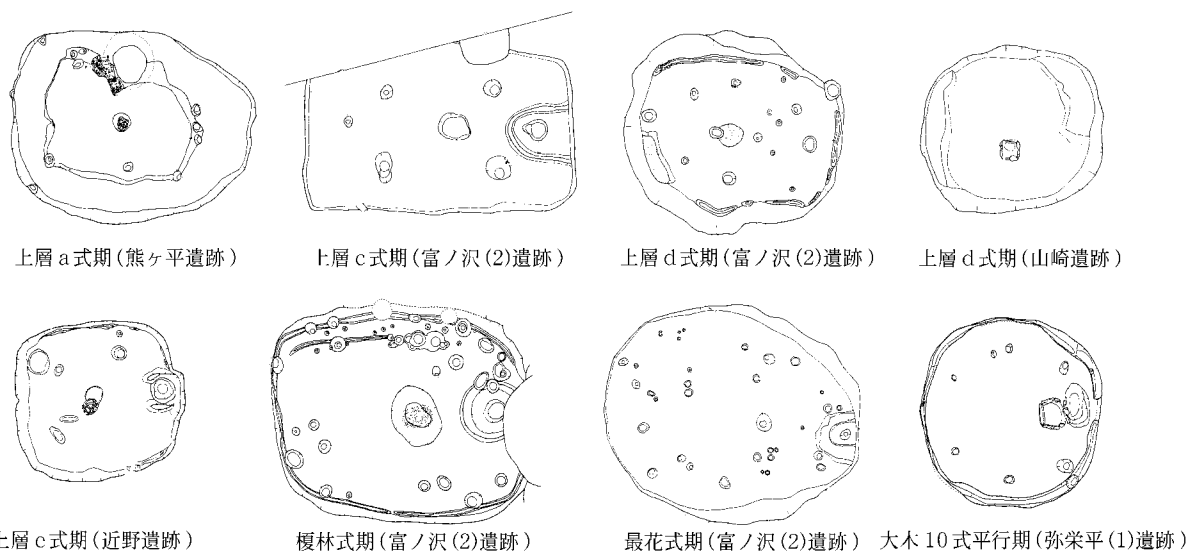 上層a式期(熊ヶ平遺跡)
上層c式期(富ノ沢(2)遺跡)
上層d式期(富ノ沢(2)遺跡)
上層d式期(山崎遺跡)
上層c式期(近野遺跡)
榎林式期(富ノ沢(2)遺跡)
最花式期(富ノ沢(2)遺跡)
大木10式平行期(弥栄平(1)遺跡)